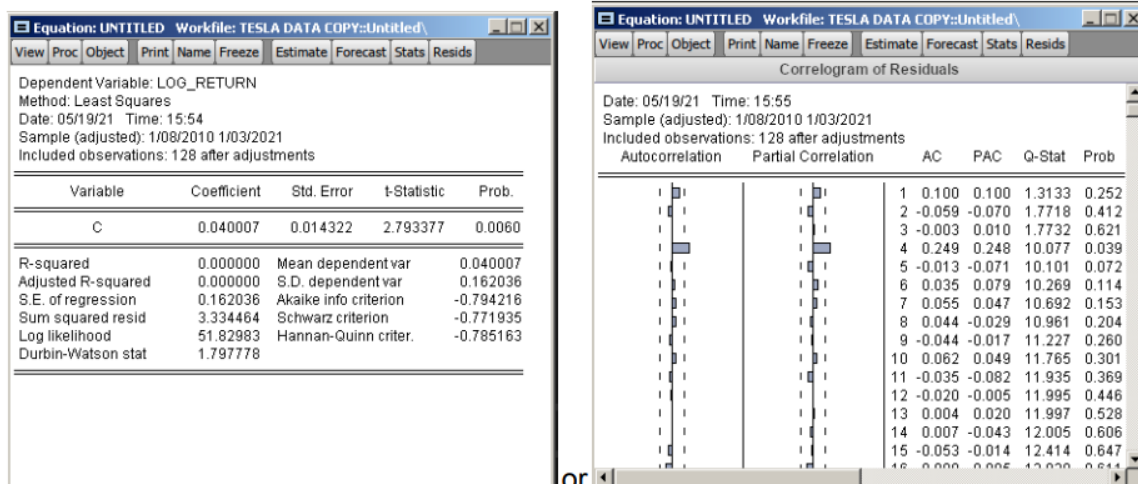 Equation: UNTITLED Workfile: TESLA DATA COPY::Untitled\
View Proc Object Print Name Freeze Estimate Forecast Stats Resids
Dependent Variable: LOG_RETURN
Method: Least Squares
Date: 05/19/21 Time: 15:54
Sample (adjusted): 1/08/2010 1/03/2021
Included observations: 128 after adjustments
Variable Coefficient Std. Error t-Statistic Prob.
C 0.040007 0.014322 2.793377 0.0060
R-squared 0.000000 Mean dependent var 0.040007
Adjusted R-squared 0.000000 S.D. dependent var 0.162036
S.E. of regression 0.162036 Akaike info criterion -0.794216
Sum squared resid 3.334464 Schwarz criterion -0.771935
Log likelihood 51.82983 Hannan-Quinn criter. -0.785163
Durbin-Watson stat 1.797778
or
Equation: UNTITLED Workfile: TESLA DATA COPY::Untitled\
View Proc Object Print Name Freeze Estimate Forecast Stats Resids
Correlogram of Residuals
Date: 05/19/21 Time: 15:55
Sample (adjusted): 1/08/2010 1/03/2021
Included observations: 128 after adjustments
Autocorrelation Partial Correlation AC PAC Q-Stat Prob
1 0.100 0.100 1.3133 0.252
2 -0.059 -0.070 1.7718 0.412
3 -0.003 0.010 1.7732 0.621
4 0.249 0.248 10.077 0.039
5 -0.013 -0.071 10.101 0.072
6 0.035 0.079 10.269 0.114
7 0.055 0.047 10.692 0.153
8 0.044 -0.029 10.961 0.204
9 -0.044 -0.017 11.227 0.260
10 0.062 0.049 11.765 0.301
11 -0.035 -0.082 11.935 0.369
12 -0.020 -0.005 11.995 0.446
13 0.004 0.020 11.997 0.528
14 0.007 -0.043 12.005 0.606
15 -0.053 -0.014 12.414 0.647